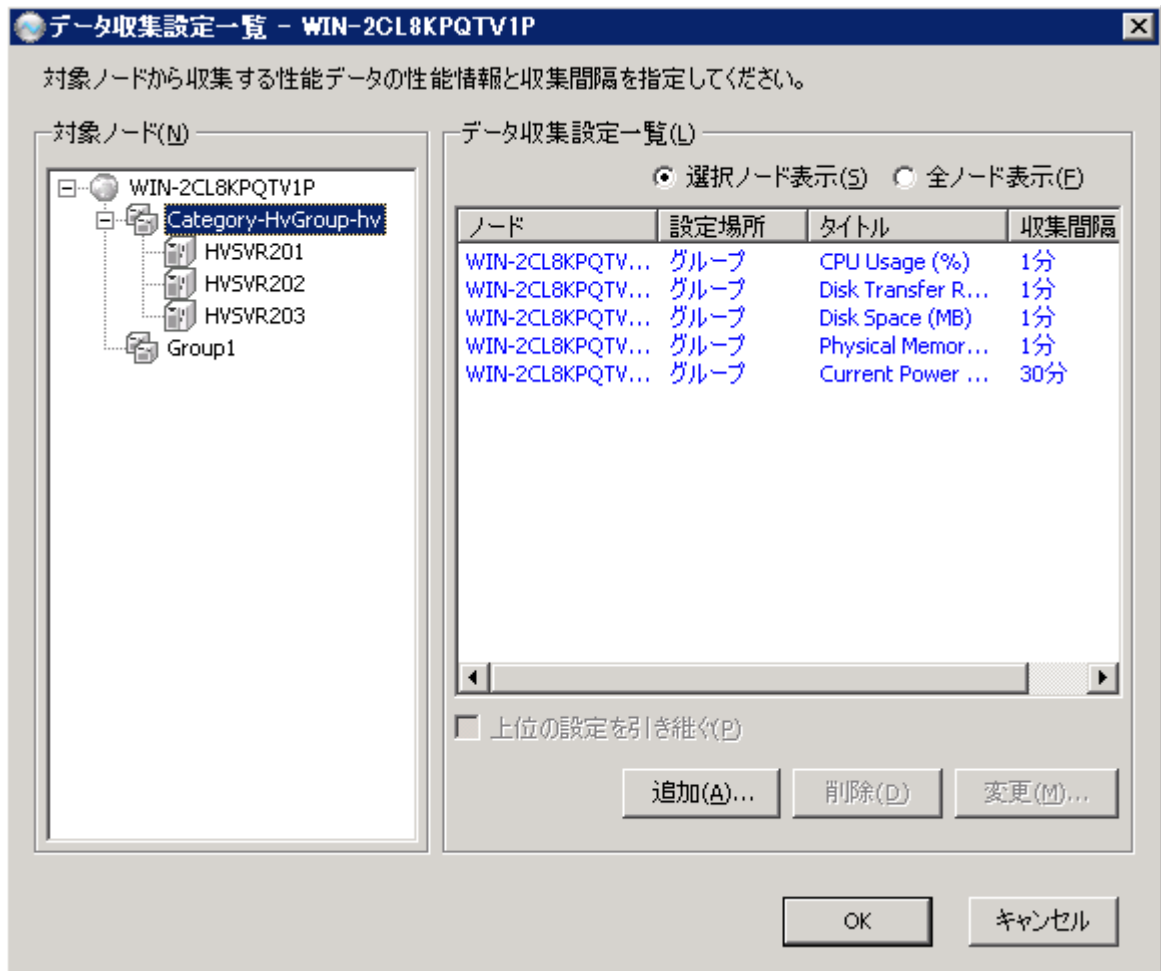 データ収集設定一覧 - WIN-2CL8KPQTV1P
対象ノードから収集する性能データの性能情報と収集間隔を指定してください。
対象ノード(N)
WIN-2CL8KPQTV1P
Category-HvGroup-hv
HVSVR201
HVSVR202
HVSVR203
Group1
データ収集設定一覧(L)
選択ノード表示(S) 全ノード表示(F)
ノード 設定場所 タイトル 収集間隔
WIN-2CL8KPQTV... グループ CPU Usage (%) 1分
WIN-2CL8KPQTV... グループ Disk Transfer R... 1分
WIN-2CL8KPQTV... グループ Disk Space (MB) 1分
WIN-2CL8KPQTV... グループ Physical Memor... 1分
WIN-2CL8KPQTV... グループ Current Power ... 30分
上位の設定を引き継ぐ(P)
追加(A)... 削除(D) 変更(M)...
OK キャンセル